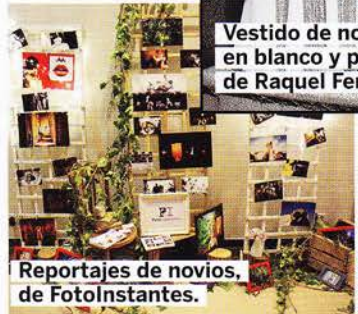 Vestido de no
en blanco y p
de Raquel Fer
Reportajes de novios,
de FotoInstantes.